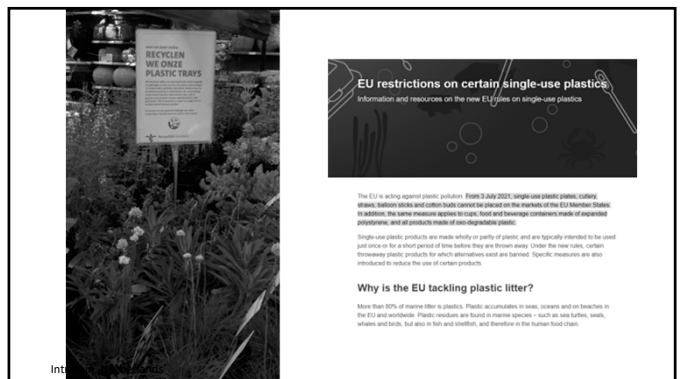 RECYCLEN
WE ONZE
PLASTIC TRAYS
EU restrictions on certain single-use plastics
Information and resources on the new EU rules on single-use plastics
The EU is acting against plastic pollution. From 3 July 2021, single-use plastic plates, cutlery,
straws, balloon sticks and cotton buds cannot be placed on the markets of the EU Member States.
In addition, the same measure applies to cups, food and beverage containers made of expanded
polystyrene, and all products made of oxo-degradable plastic.
Single-use plastic products are made wholly or partly of plastic and are typically intended to be used
just once or for a short period of time before they are thrown away. Under the new rules, certain
throwaway plastic products for which alternatives exist are banned. Specific measures are also
introduced to reduce the use of certain products.
Why is the EU tackling plastic litter?
More than 80% of marine litter is plastics. Plastic accumulates in seas, oceans and on beaches in
the EU and worldwide. Plastic residues are found in marine species – such as sea turtles, seals,
whales and birds, but also in fish and shellfish, and therefore in the human food chain.